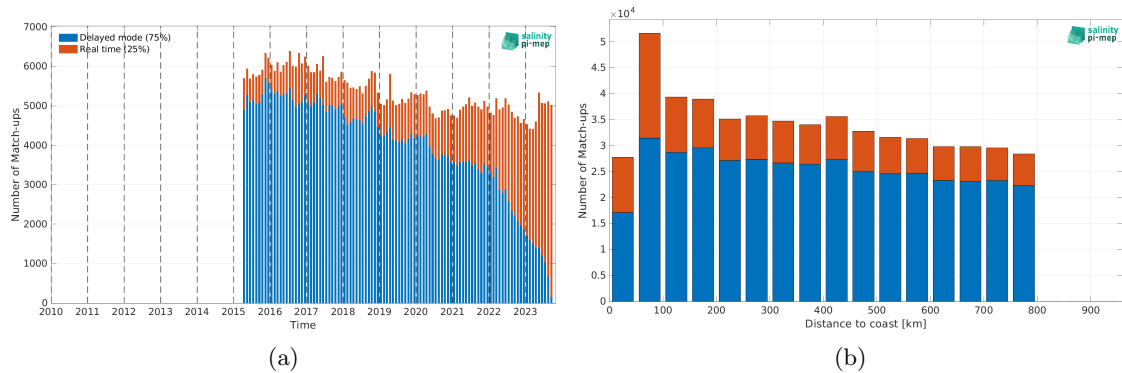 7000
6000
5000
4000
3000
2000
1000
0
Number of Match-ups
Delayed mode (75%)
Real time (25%)
salinity
pi-mep
2010 2011 2012 2013 2014 2015 2016 2017 2018 2019 2020 2021 2022 2023
Time
(a)
×10⁴
5
4.5
4
3.5
3
2.5
2
1.5
1
0.5
0
Number of Match-ups
salinity
pi-mep
0 100 200 300 400 500 600 700 800 900
Distance to coast [km]
(b)